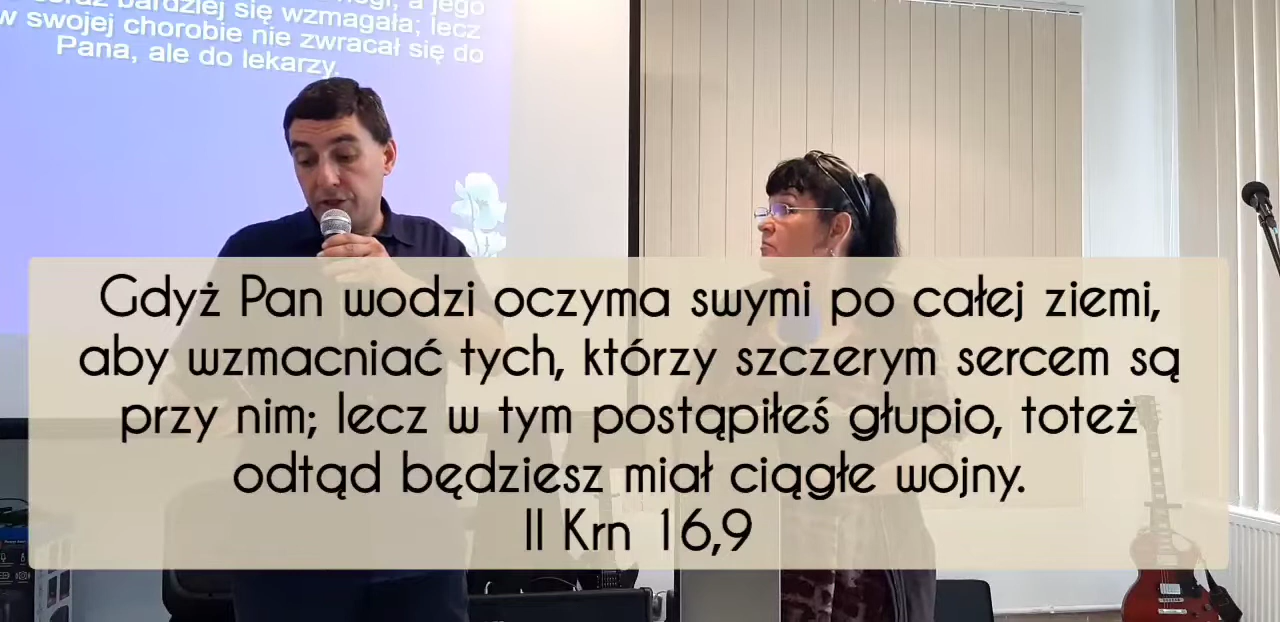 nogi, a jego
coraz bardziej się wzmagała; lecz
w swojej chorobie nie zwracał się do
Pana, ale do lekarzy.
Gdyż Pan wodzi oczyma swymi po całej ziemi,
aby wzmacniać tych, którzy szczerym sercem są
przy nim; lecz w tym postąpiłeś głupio, toteż
odtąd będziesz miał ciągłe wojny.
II Krn 16,9